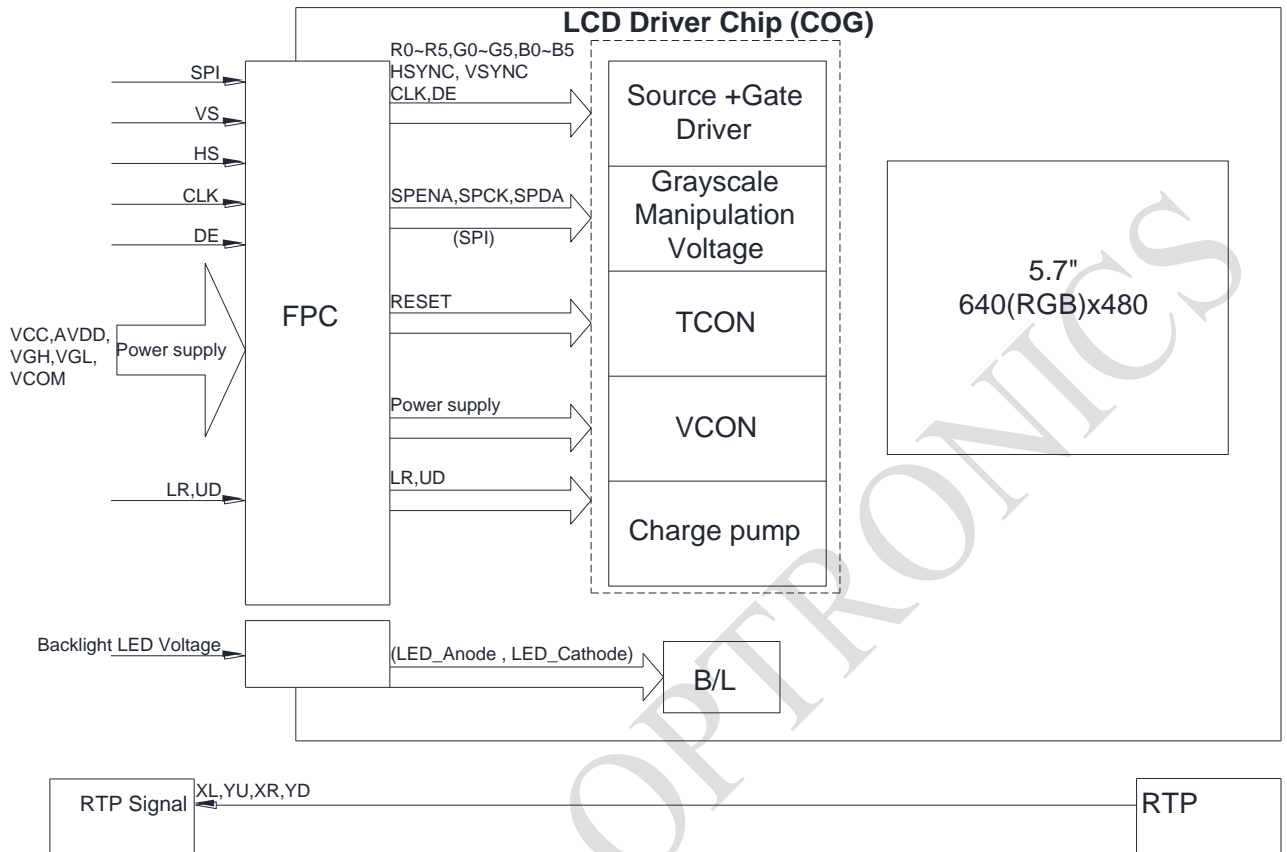 LCD Driver Chip (COG)
R0~R5,G0~G5,B0~B5
HSYNC, VSYNC
CLK,DE
SPI
VS
HS
CLK
DE
VCC,AVDD,
VGH,VGL,
VCOM
Power supply
LR,UD
FPC
SPENA,SPCK,SPDA
(SPI)
RESET
Power supply
LR,UD
Source +Gate
Driver
Grayscale
Manipulation
Voltage
TCON
VCON
Charge pump
5.7"
640(RGB)x480
Backlight LED Voltage
(LED_Anode , LED_Cathode)
B/L
RTP Signal
XL,YU,XR,YD
RTP
OPTRONICS